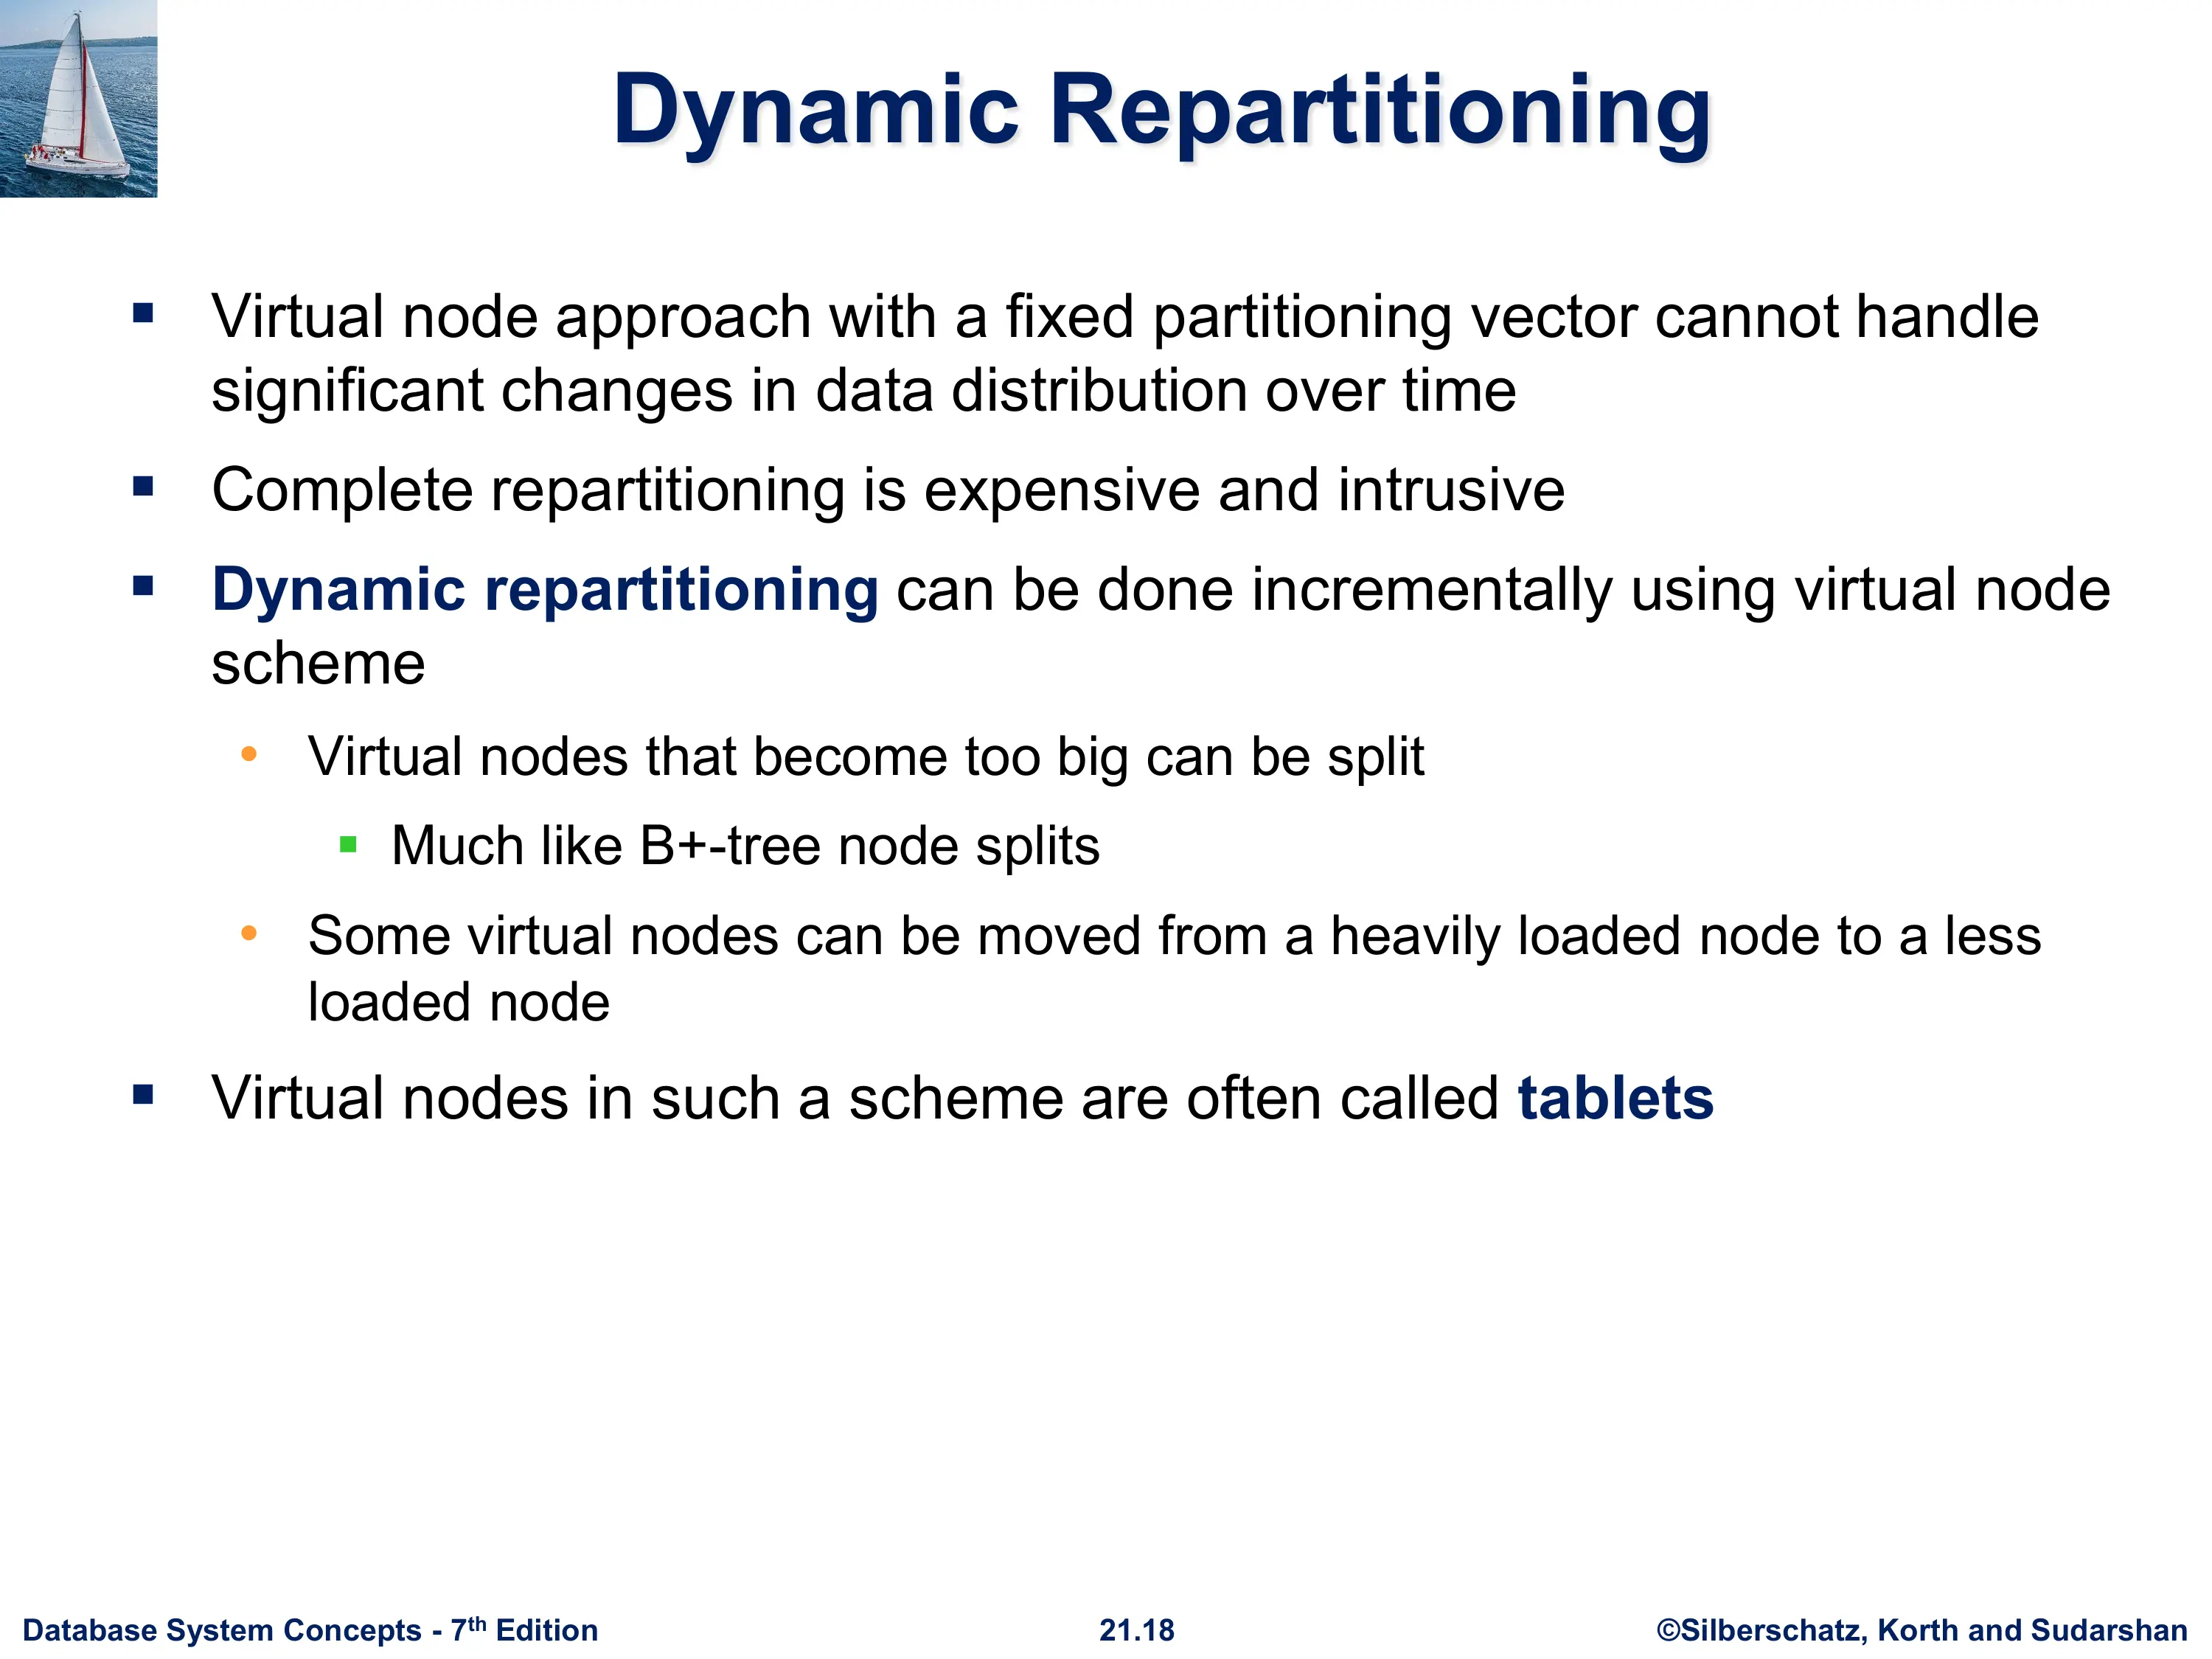 Dynamic Repartitioning
▪ Virtual node approach with a fixed partitioning vector cannot handle
significant changes in data distribution over time
▪ Complete repartitioning is expensive and intrusive
▪ Dynamic repartitioning can be done incrementally using virtual node
scheme
• Virtual nodes that become too big can be split
▪ Much like B+-tree node splits
• Some virtual nodes can be moved from a heavily loaded node to a less
loaded node
▪ Virtual nodes in such a scheme are often called tablets
Database System Concepts - 7th Edition
21.18
©Silberschatz, Korth and Sudarshan